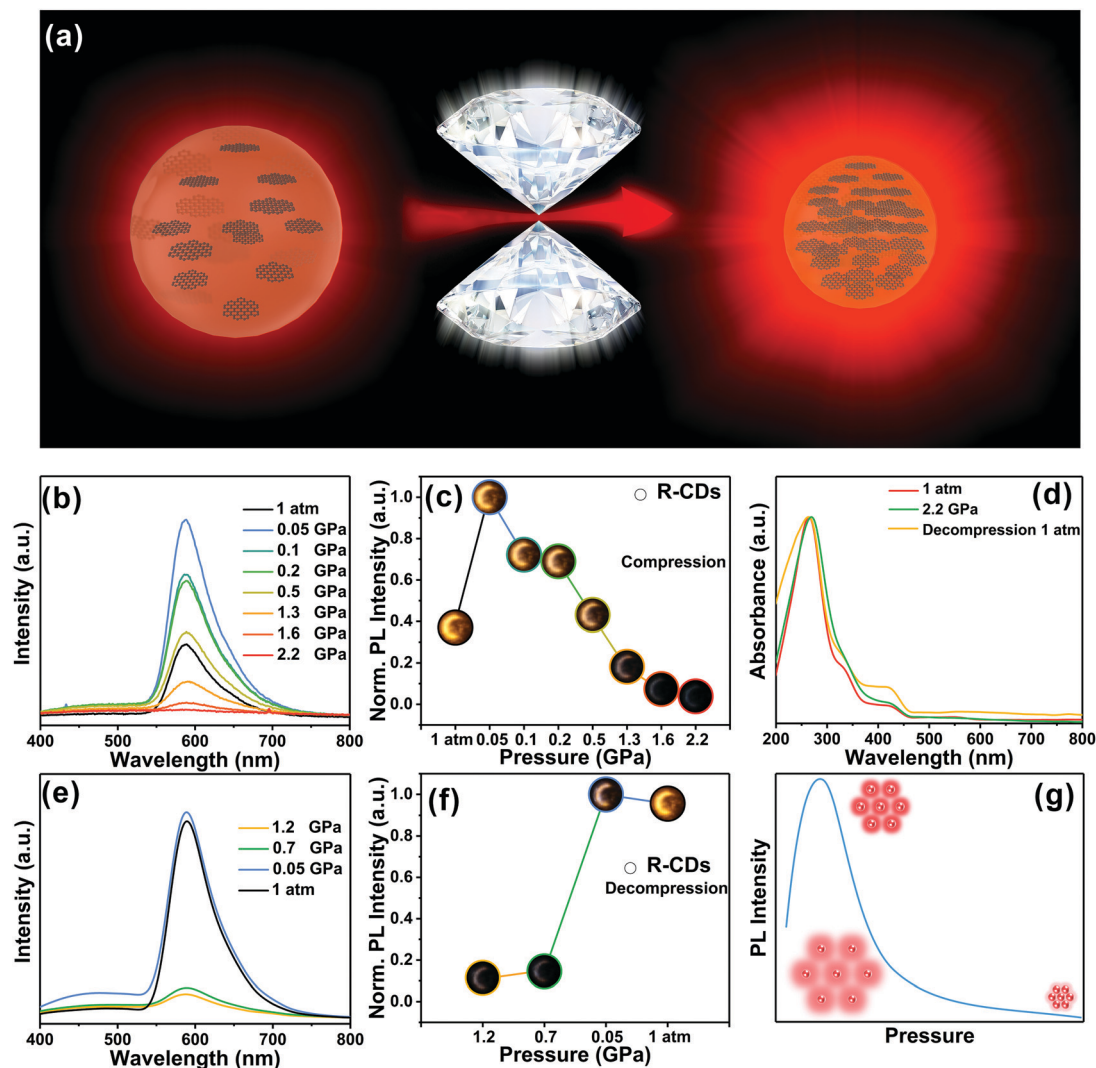 (a)
(b)
1 atm
0.05 GPa
0.1 GPa
0.2 GPa
0.5 GPa
1.3 GPa
1.6 GPa
2.2 GPa
Intensity (a.u.)
400 500 600 700 800
Wavelength (nm)
(c)
R-CDs
Compression
Norm. PL Intensity (a.u.)
1.0
0.8
0.6
0.4
0.2
0.0
1 atm 0.05 0.1 0.2 0.5 1.3 1.6 2.2
Pressure (GPa)
(d)
1 atm
2.2 GPa
Decompression 1 atm
Absorbance (a.u.)
200 300 400 500 600 700 800
Wavelength (nm)
(e)
1.2 GPa
0.7 GPa
0.05 GPa
1 atm
Intensity (a.u.)
400 500 600 700 800
Wavelength (nm)
(f)
R-CDs
Decompression
Norm. PL Intensity (a.u.)
1.0
0.8
0.6
0.4
0.2
0.0
1.2 0.7 0.05 1 atm
Pressure (GPa)
(g)
PL Intensity
Pressure